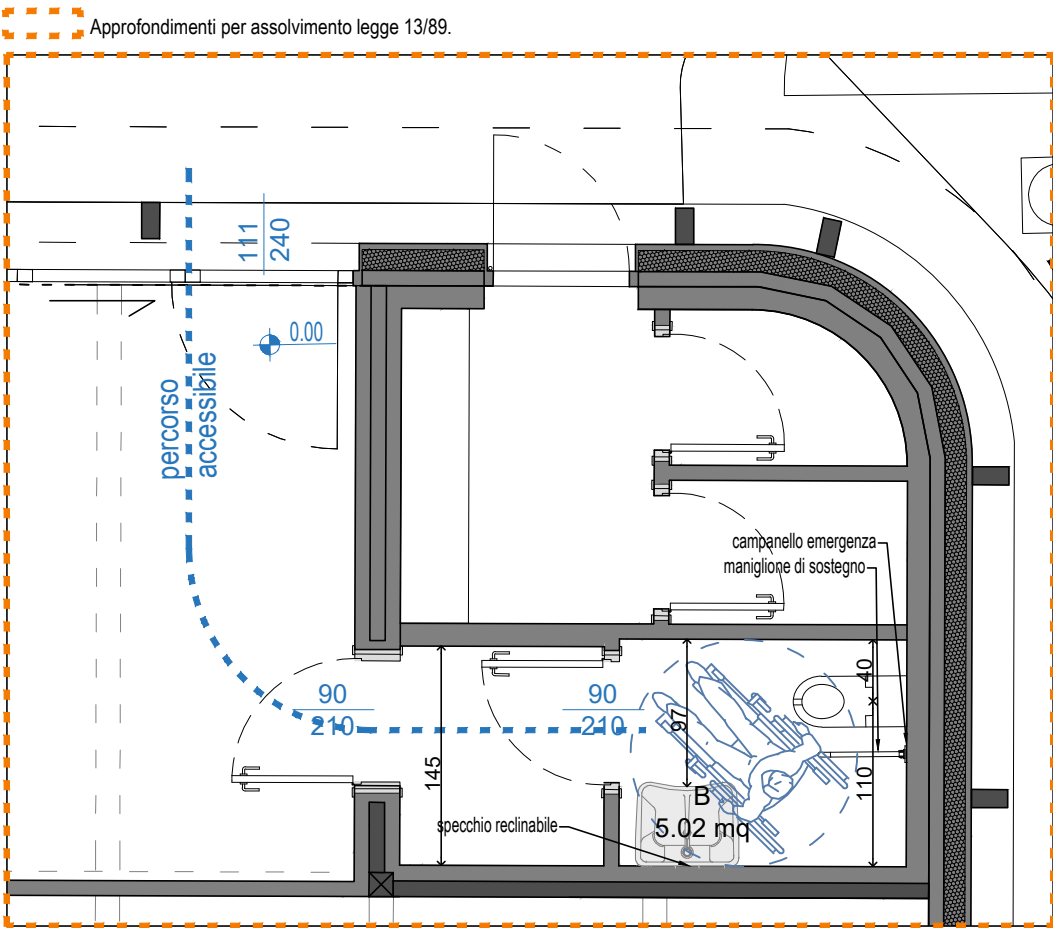 Approfondimenti per assolvimento legge 13/89.
111
240
0.00
percorso
accessibile
campanello emergenza
maniglione di sostegno
90
210
90
210
97
40
145
110
B
5.02 mq
specchio reclinabile